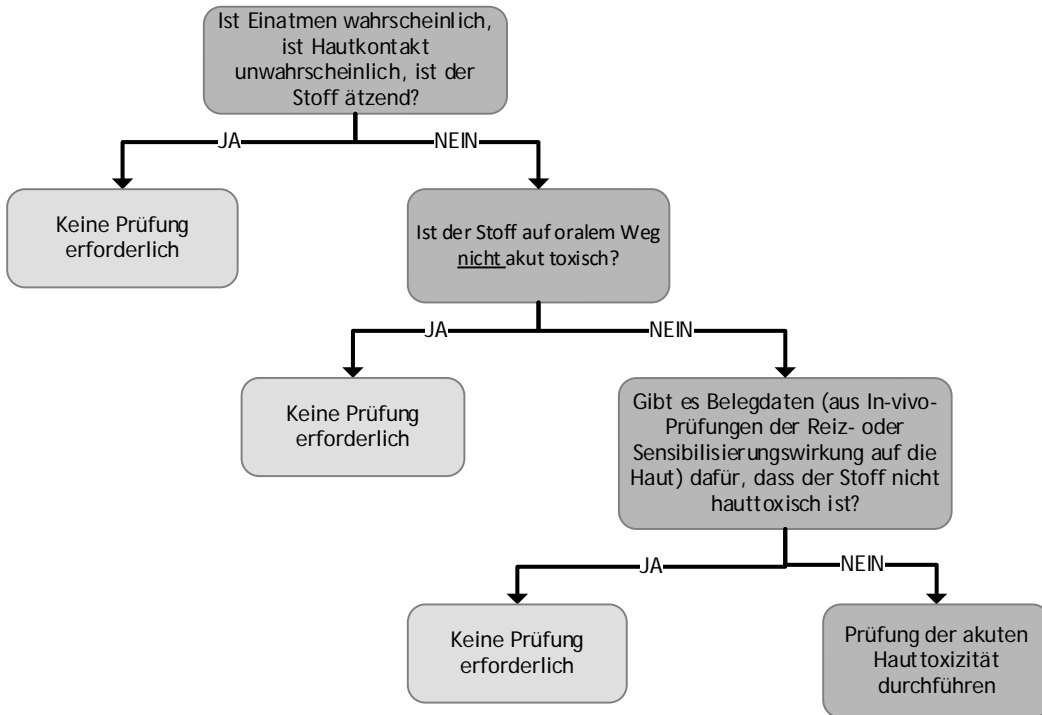 Ist Einatmen wahrscheinlich,
ist Hautkontakt
unwahrscheinlich, ist der
Stoff ätzend?
JA
NEIN
Keine Prüfung
erforderlich
Ist der Stoff auf oralem Weg
nicht akut toxisch?
JA
NEIN
Keine Prüfung
erforderlich
Gibt es Belegdaten (aus In-vivo-
Prüfungen der Reiz- oder
Sensibilisierungswirkung auf die
Haut) dafür, dass der Stoff nicht
hauttoxisch ist?
JA
NEIN
Keine Prüfung
erforderlich
Prüfung der akuten
Hauttoxizität
durchführen